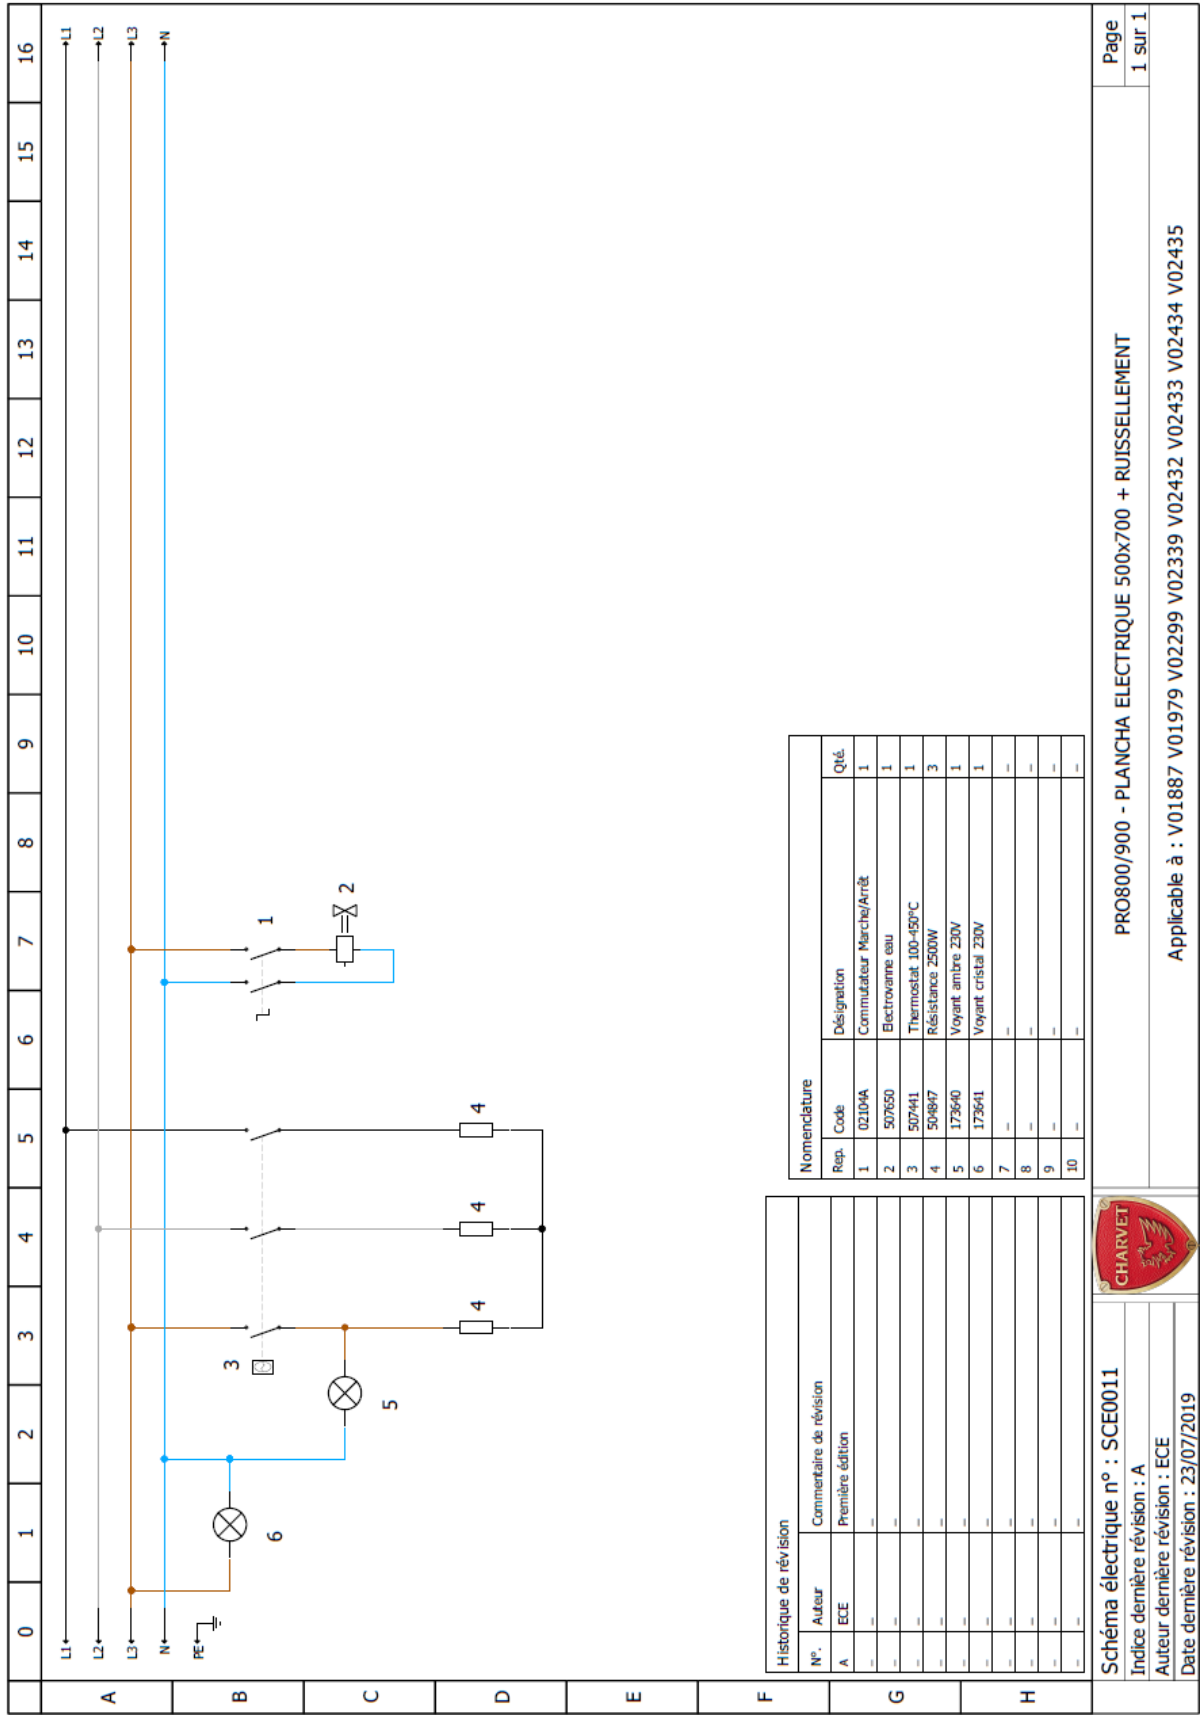 0 1 2 3 4 5 6 7 8 9 10 11 12 13 14 15 16
A
B
C
D
E
F
G
H
L1 L1
L2 L2
L3 L3
N N
PE
6
5
3
4
4
4
1
2
Historique de révision
N°. Auteur Commentaire de révision
A ECE Première édition
– – –
– – –
– – –
– – –
– – –
– – –
– – –
– – –
– – –
– – –
Nomenclature
Rep. Code Désignation Qté.
1 02104A Commutateur Marche/Arrêt 1
2 507650 Electrovanne eau 1
3 507441 Thermostat 100-450°C 1
4 504847 Résistance 2500W 3
5 173640 Voyant ambre 230V 1
6 173641 Voyant cristal 230V 1
7 – – –
8 – – –
9 – – –
10 – – –
Schéma électrique n° : SCE0011
Indice dernière révision : A
Auteur dernière révision : ECE
Date dernière révision : 23/07/2019
CHARVET
PRO800/900 - PLANCHA ELECTRIQUE 500x700 + RUISSELLEMENT
Applicable à : V01887 V01979 V02299 V02339 V02432 V02433 V02434 V02435
Page
1 sur 1